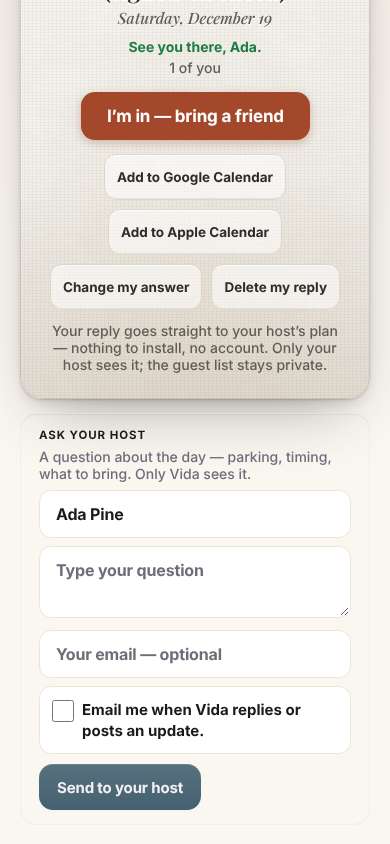 Saturday, December 19
See you there, Ada.
1 of you
I'm in — bring a friend
Add to Google Calendar
Add to Apple Calendar
Change my answer
Delete my reply
Your reply goes straight to your host's plan
— nothing to install, no account. Only your
host sees it; the guest list stays private.
ASK YOUR HOST
A question about the day — parking, timing,
what to bring. Only Vida sees it.
Ada Pine
Type your question
Your email — optional
Email me when Vida replies or
posts an update.
Send to your host